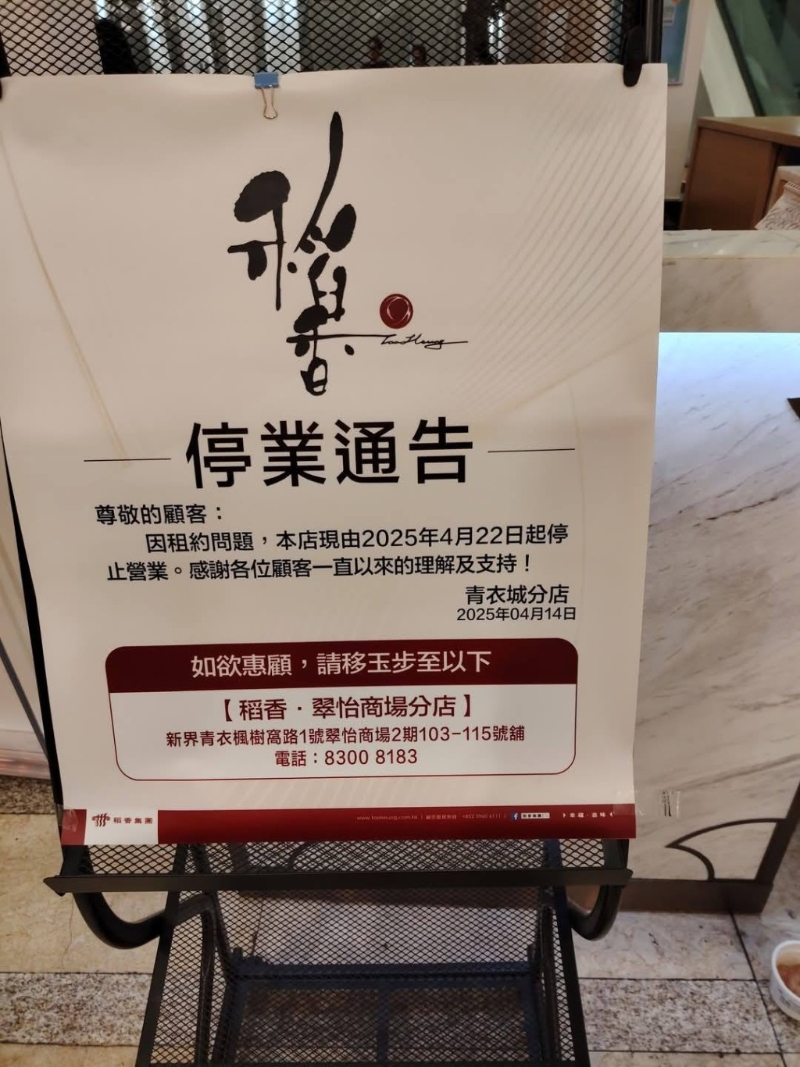 稻香
Tao Heung
停業通告
尊敬的顧客：
因租約問題，本店現由2025年4月22日起停
止營業。感謝各位顧客一直以來的理解及支持！
青衣城分店
2025年04月14日
如欲惠顧，請移玉步至以下
【稻香．翠怡商場分店】
新界青衣楓樹窩路1號翠怡商場2期103-115號舖
電話：8300 8183
稻香集團
www.taoheung.com.hk